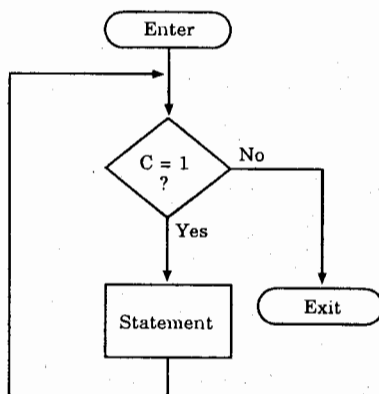 Enter
C = 1
?
No
Yes
Statement
Exit